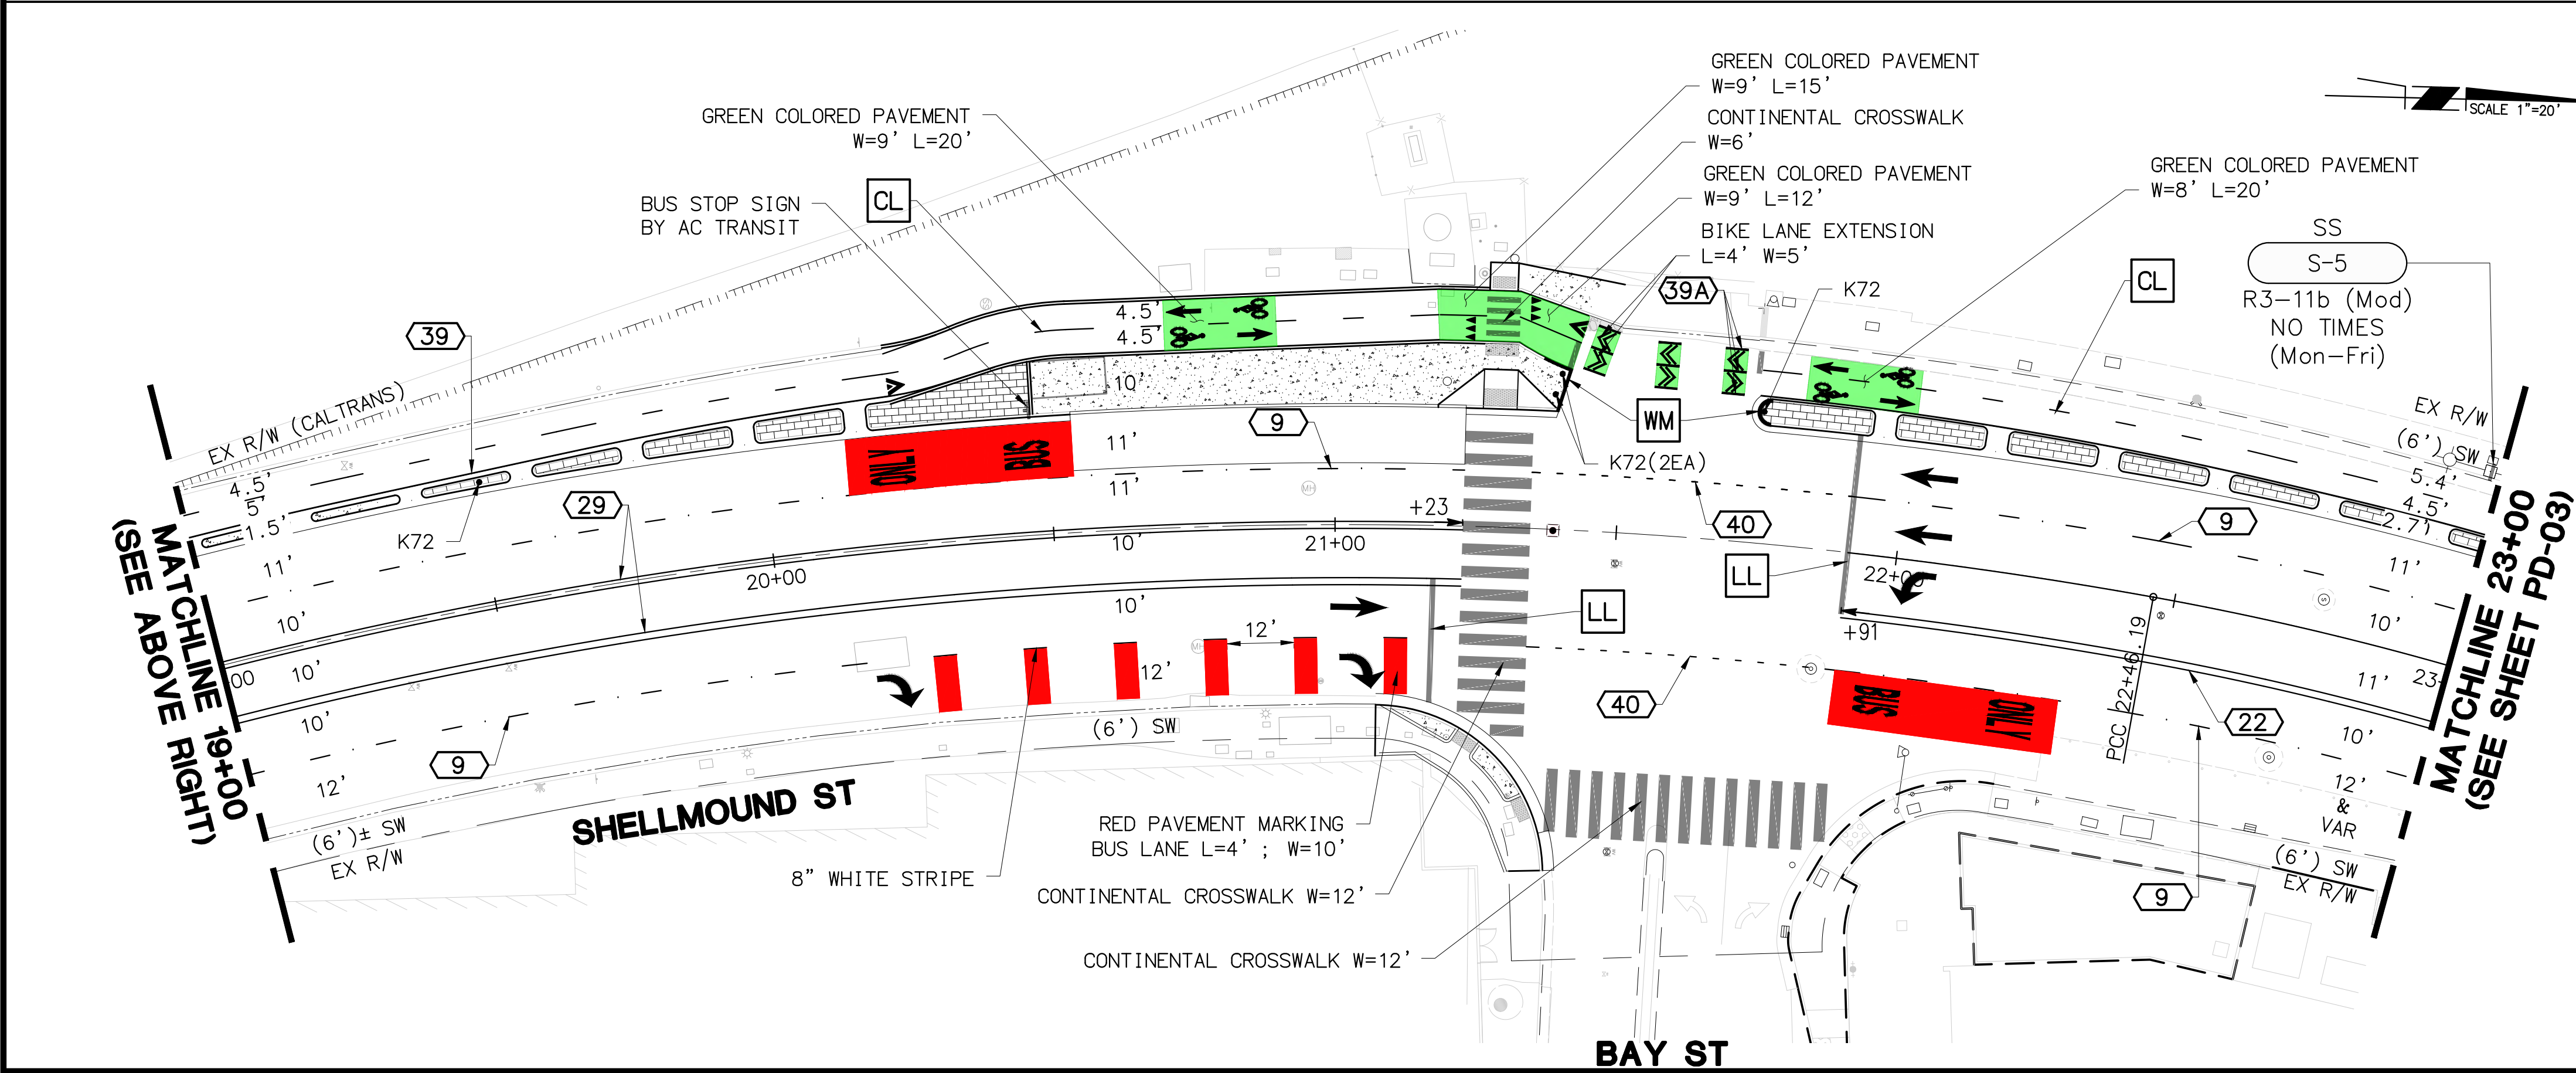 GREEN COLORED PAVEMENT
W=9' L=15'
CONTINENTAL CROSSWALK
W=6'
GREEN COLORED PAVEMENT
W=9' L=12'
BIKE LANE EXTENSION
L=4' W=5'
SCALE 1"=20'
GREEN COLORED PAVEMENT
W=9' L=20'
CL
BUS STOP SIGN
BY AC TRANSIT
GREEN COLORED PAVEMENT
W=8' L=20'
SS
S-5
R3-11b (Mod)
NO TIMES
(Mon-Fri)
CL
39
39A
K72
4.5'
4.5'
10'
EX R/W (CALTRANS)
EX R/W
(6') SW
5.4'
4.5'
2.7'
9
WM
K72(2EA)
ONLY
BUS
11'
11'
4.5'
5'
1.5'
K72
29
+23
40
9
MH
MATCHLINE 19+00
(SEE ABOVE RIGHT)
MATCHLINE 23+00
(SEE SHEET PD-03)
11'
10'
10'
10'
12'
00
20+00
10'
21+00
10'
LL
LL
22+00
+91
PCC 22+46.19
S
11'
10'
11'
23
10'
12'
&
VAR
12'
12'
MH
(6') SW
40
BUS
ONLY
22
9
9
(6')± SW
EX R/W
SHELLMOUND ST
(6') SW
EX R/W
RED PAVEMENT MARKING
BUS LANE L=4' ; W=10'
8" WHITE STRIPE
CONTINENTAL CROSSWALK W=12'
CONTINENTAL CROSSWALK W=12'
BAY ST